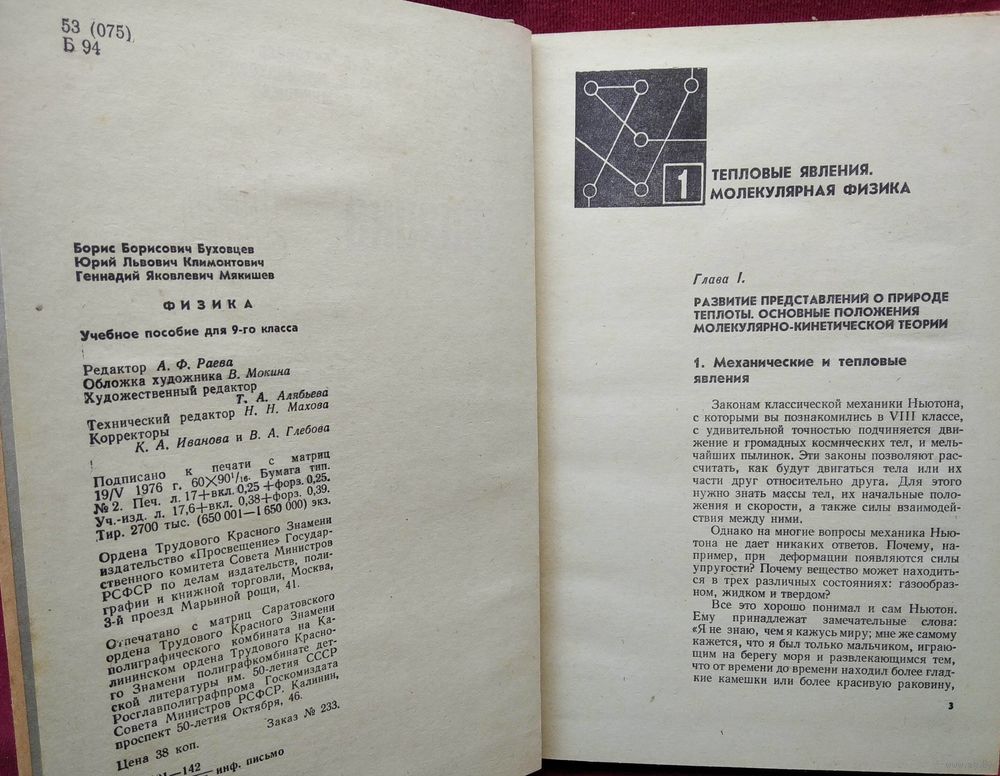 53 (075)
Б 94
Борис Борисович Буховцев
Юрий Львович Климонтович
Геннадий Яковлевич Мякишев
ФИЗИКА
Учебное пособие для 9-го класса
Редактор А. Ф. Раева
Обложка художника В. Мокина
Художественный редактор
Т. А. Алябьева
Технический редактор Н. Н. Махова
Корректоры
К. А. Иванова и В. А. Глебова
Подписано к печати с матриц
19/V 1976 г. 60×90 1/16. Бумага тип.
№ 2. Печ. л. 17+вкл. 0,25+форз. 0,25.
Уч.-изд. л. 17,6+вкл. 0,38+форз. 0,39.
Тир. 2700 тыс. (650 001—1 650 000) экз.
Ордена Трудового Красного Знамени
издательство «Просвещение» Государ-
ственного комитета Совета Министров
РСФСР по делам издательств, поли-
графии и книжной торговли, Москва,
3-й проезд Марьиной рощи, 41.
Отпечатано с матриц Саратовского
ордена Трудового Красного Знамени
полиграфического комбината на Ка-
лининском ордена Трудового Красно-
го Знамени полиграфкомбинате дет-
ской литературы им. 50-летия СССР
Росглавполиграфпрома Госкомиздата
Совета Министров РСФСР. Калинин,
проспект 50-летия Октября, 46.
Заказ № 233.
Цена 38 коп.
—142 инф. письмо
1
ТЕПЛОВЫЕ ЯВЛЕНИЯ.
МОЛЕКУЛЯРНАЯ ФИЗИКА
Глава I.
РАЗВИТИЕ ПРЕДСТАВЛЕНИЙ О ПРИРОДЕ
ТЕПЛОТЫ. ОСНОВНЫЕ ПОЛОЖЕНИЯ
МОЛЕКУЛЯРНО-КИНЕТИЧЕСКОЙ ТЕОРИИ
1. Механические и тепловые
явления
Законам классической механики Ньютона,
с которыми вы познакомились в VIII классе,
с удивительной точностью подчиняется дви-
жение и громадных космических тел, и мель-
чайших пылинок. Эти законы позволяют рас-
считать, как будут двигаться тела или их
части друг относительно друга. Для этого
нужно знать массы тел, их начальные поло-
жения и скорости, а также силы взаимодей-
ствия между ними.
Однако на многие вопросы механика Нью-
тона не дает никаких ответов. Почему, на-
пример, при деформации появляются силы
упругости? Почему вещество может находить-
ся в трех различных состояниях: газообраз-
ном, жидком и твердом?
Все это хорошо понимал и сам Ньютон.
Ему принадлежат замечательные слова:
«Я не знаю, чем я кажусь миру; мне же самому
кажется, что я был только мальчиком, играю-
щим на берегу моря и развлекающимся тем,
что от времени до времени находил более глад-
кие камешки или более красивую раковину,
3